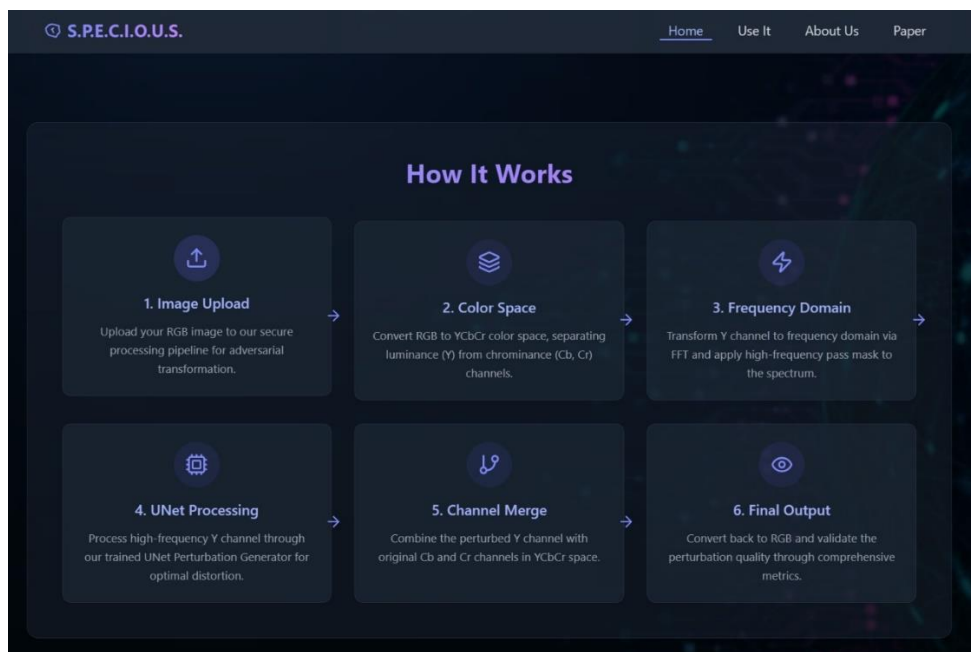 S.P.E.C.I.O.U.S.
Home Use It About Us Paper
How It Works
1. Image Upload
Upload your RGB image to our secure
processing pipeline for adversarial
transformation.
2. Color Space
Convert RGB to YCbCr color space, separating
luminance (Y) from chrominance (Cb, Cr)
channels.
3. Frequency Domain
Transform Y channel to frequency domain via
FFT and apply high-frequency pass mask to
the spectrum.
4. UNet Processing
Process high-frequency Y channel through
our trained UNet Perturbation Generator for
optimal distortion.
5. Channel Merge
Combine the perturbed Y channel with
original Cb and Cr channels in YCbCr space.
6. Final Output
Convert back to RGB and validate the
perturbation quality through comprehensive
metrics.